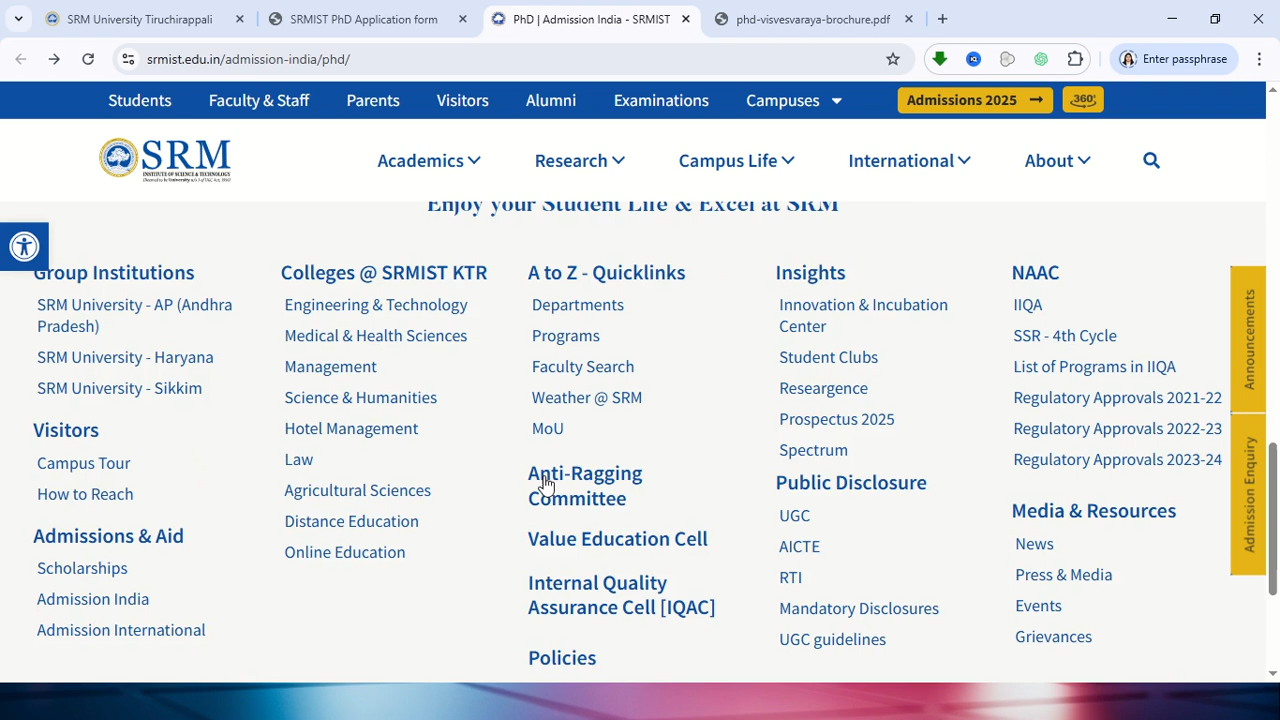 SRM University Tiruchirappali
SRMIST PhD Application form
PhD | Admission India - SRMIST
phd-visvesvaraya-brochure.pdf
srmist.edu.in/admission-india/phd/
Enter passphrase
Students
Faculty & Staff
Parents
Visitors
Alumni
Examinations
Campuses
Admissions 2025
360°
SRM
INSTITUTE OF SCIENCE & TECHNOLOGY
Academics
Research
Campus Life
International
About
Enjoy your Student Life & Excel at SRM
Group Institutions
SRM University - AP (Andhra
Pradesh)
SRM University - Haryana
SRM University - Sikkim
Visitors
Campus Tour
How to Reach
Admissions & Aid
Scholarships
Admission India
Admission International
Colleges @ SRMIST KTR
Engineering & Technology
Medical & Health Sciences
Management
Science & Humanities
Hotel Management
Law
Agricultural Sciences
Distance Education
Online Education
A to Z - Quicklinks
Departments
Programs
Faculty Search
Weather @ SRM
MoU
Anti-Ragging
Committee
Value Education Cell
Internal Quality
Assurance Cell [IQAC]
Policies
Insights
Innovation & Incubation
Center
Student Clubs
Researgence
Prospectus 2025
Spectrum
Public Disclosure
UGC
AICTE
RTI
Mandatory Disclosures
UGC guidelines
NAAC
IIQA
SSR - 4th Cycle
List of Programs in IIQA
Regulatory Approvals 2021-22
Regulatory Approvals 2022-23
Regulatory Approvals 2023-24
Media & Resources
News
Press & Media
Events
Grievances
Announcements
Admission Enquiry